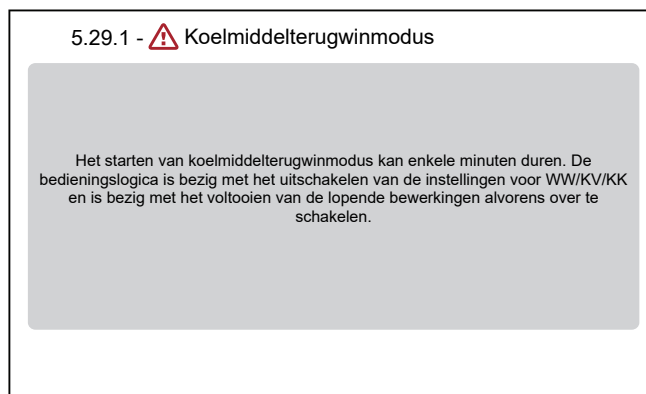 5.29.1 - Koelmiddelterugwinmodus
Het starten van koelmiddelterugwinmodus kan enkele minuten duren. De
bedieningslogica is bezig met het uitschakelen van de instellingen voor WW/KV/KK
en is bezig met het voltooien van de lopende bewerkingen alvorens over te
schakelen.